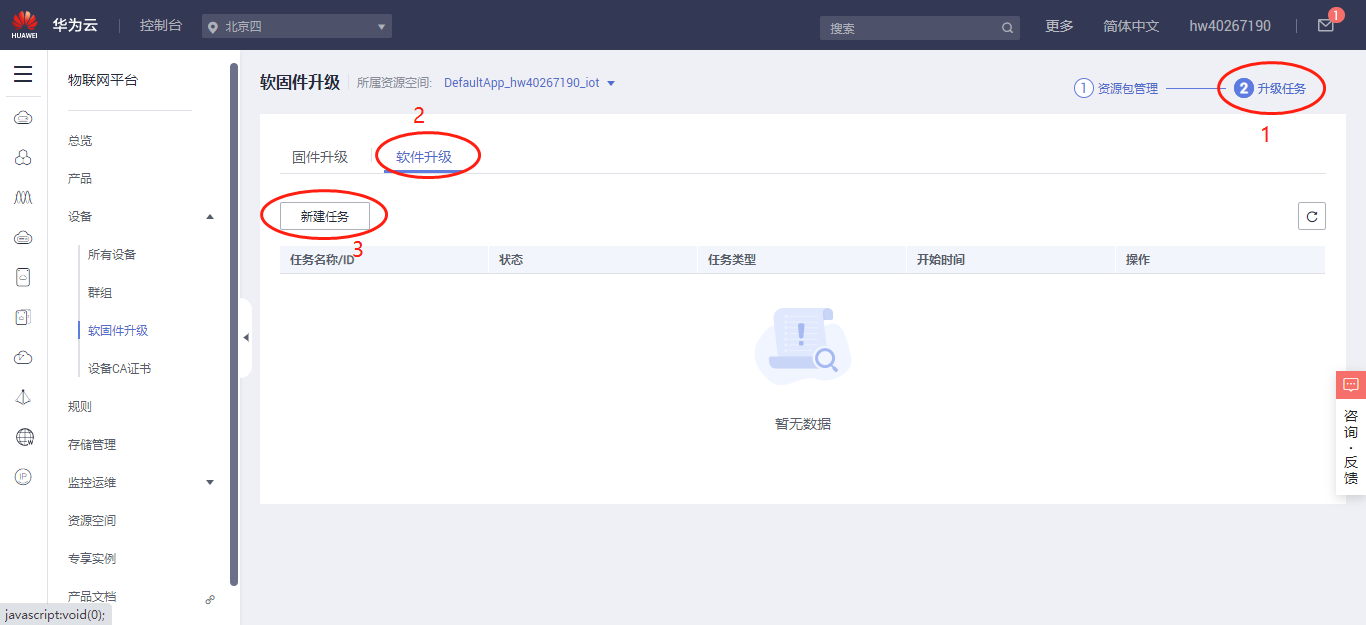 HUAWEI
华为云
控制台
北京四
搜索
更多
简体中文
hw40267190
1
物联网平台
总览
产品
设备
所有设备
群组
软固件升级
设备CA证书
规则
存储管理
监控运维
资源空间
专享实例
产品文档
javascript:void(0);
软固件升级
所属资源空间:
DefaultApp_hw40267190_iot
1 资源包管理
2 升级任务
1
2
固件升级
软件升级
新建任务
3
任务名称/ID
状态
任务类型
开始时间
操作
暂无数据
咨
询
·
反
馈
IP